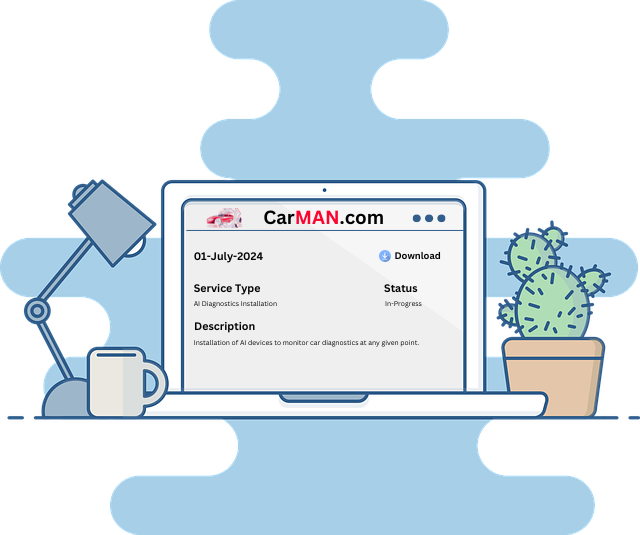 CarMAN.com
01-July-2024
Download
Service Type
Status
AI Diagnostics Installation
In-Progress
Description
Installation of AI devices to monitor car diagnostics at any given point.